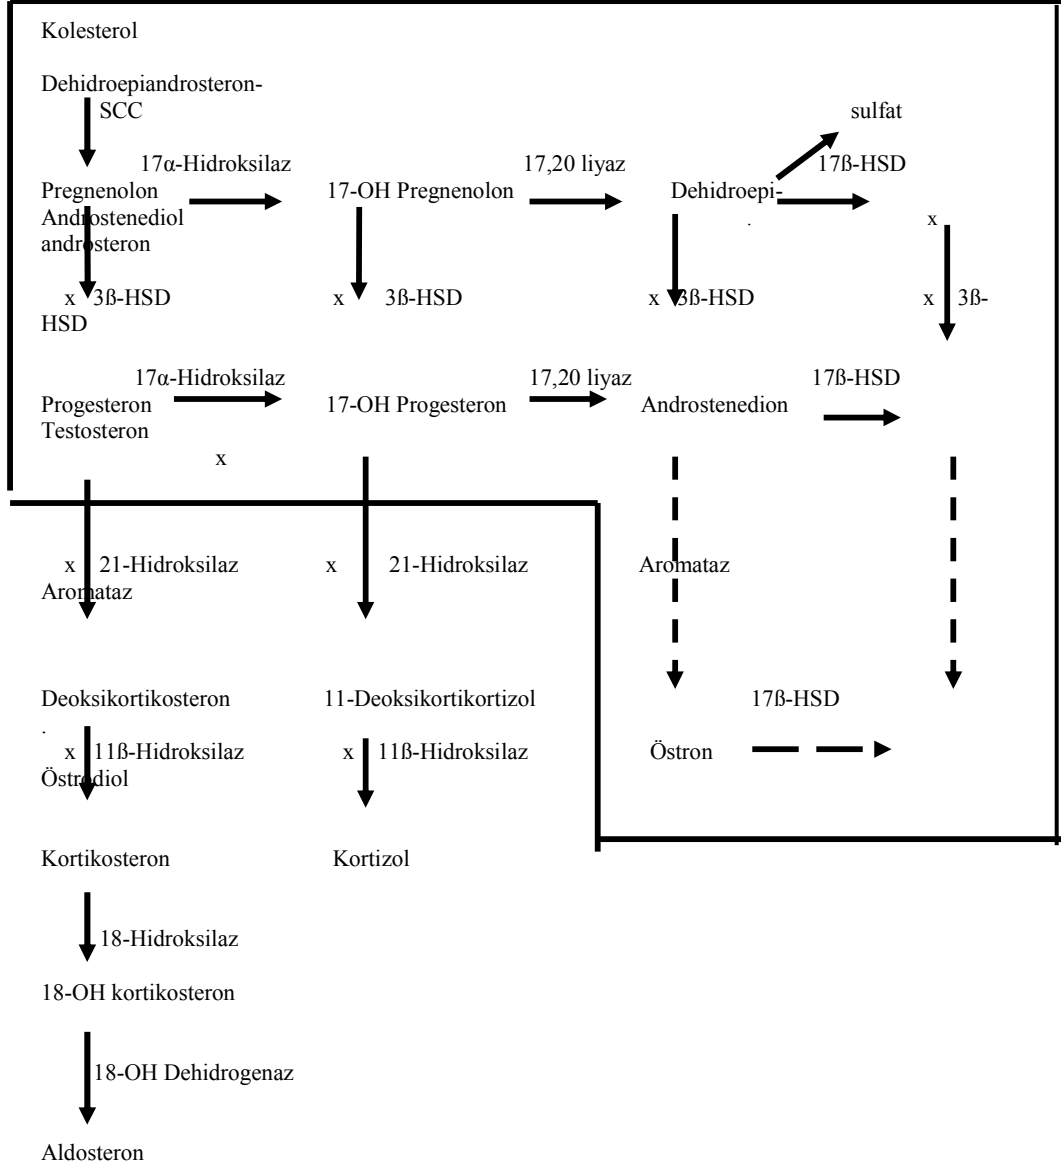 Kolesterol
Dehidroepiandrosteron-
SCC sulfat
17α-Hidroksilaz 17,20 liyaz 17ß-HSD
Pregnenolon 17-OH Pregnenolon Dehidroepi-
Androstenediol . x
androsteron
x 3ß-HSD x 3ß-HSD x 3ß-HSD x 3ß-
HSD
17α-Hidroksilaz 17,20 liyaz 17ß-HSD
Progesteron 17-OH Progesteron Androstenedion
Testosteron
x
x 21-Hidroksilaz x 21-Hidroksilaz Aromataz
Aromataz
Deoksikortikosteron 11-Deoksikortikortizol 17ß-HSD
.
x 11ß-Hidroksilaz x 11ß-Hidroksilaz Östron
Östrodiol
Kortikosteron Kortizol
18-Hidroksilaz
18-OH kortikosteron
18-OH Dehidrogenaz
Aldosteron